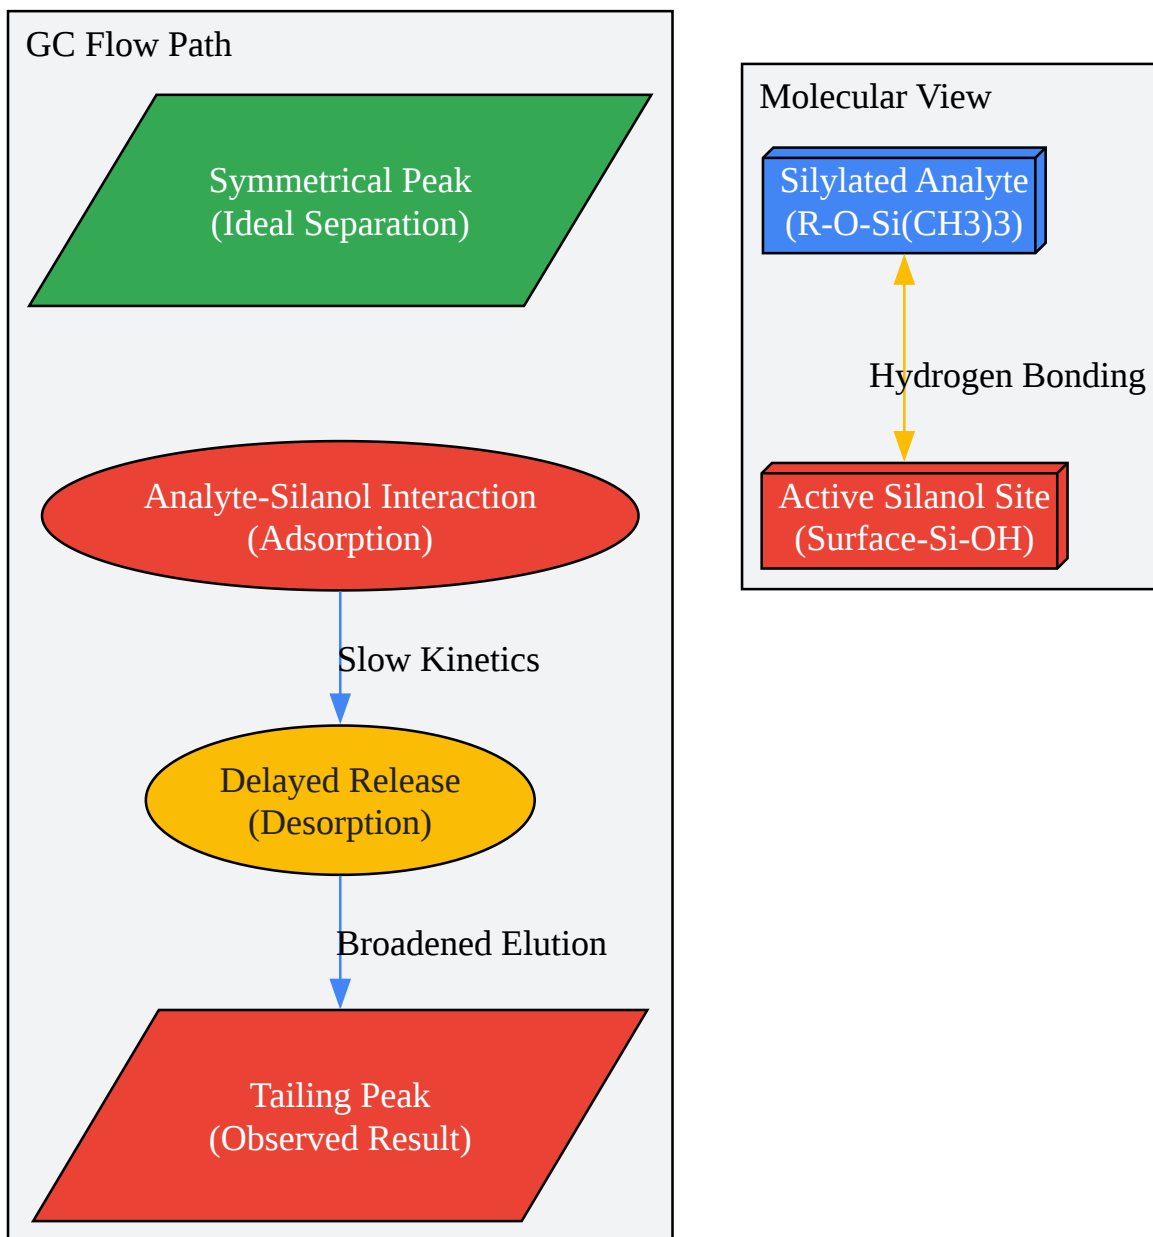 GC Flow Path
Symmetrical Peak
(Ideal Separation)
Analyte-Silanol Interaction
(Adsorption)
Slow Kinetics
Delayed Release
(Desorption)
Broadened Elution
Tailing Peak
(Observed Result)
Molecular View
Silylated Analyte
(R-O-Si(CH3)3)
Hydrogen Bonding
Active Silanol Site
(Surface-Si-OH)